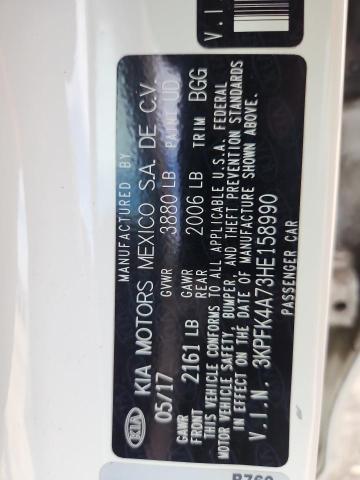 V.I.
KIA
MANUFACTURED BY
KIA MOTORS MEXICO S.A. DE C.V.
05/17 GVWR 3880 LB PAINT UD
GAWR FRONT 2161 LB GAWR REAR 2006 LB TRIM BGG
THIS VEHICLE CONFORMS TO ALL APPLICABLE U.S.A. FEDERAL
MOTOR VEHICLE SAFETY, BUMPER, AND THEFT PREVENTION STANDARDS
IN EFFECT ON THE DATE OF MANUFACTURE SHOWN ABOVE.
V.I.N. 3KPFK4A73HE158990
PASSENGER CAR